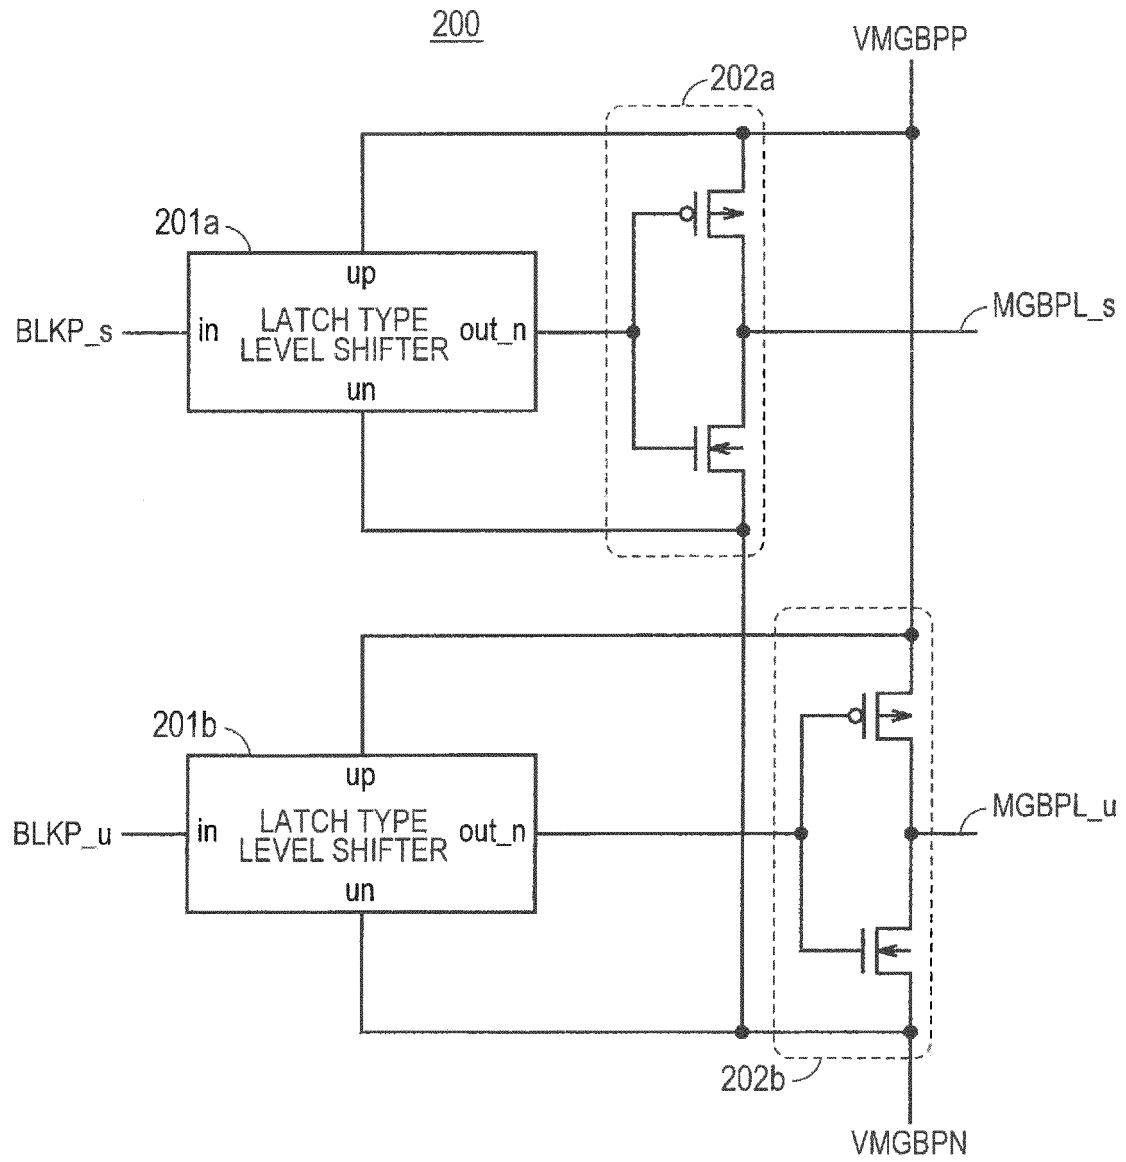 200
VMGBPP
202a
201a
up
BLKP_s
in
LATCH TYPE
LEVEL SHIFTER
out_n
un
MGBPL_s
201b
up
BLKP_u
in
LATCH TYPE
LEVEL SHIFTER
out_n
un
MGBPL_u
202b
VMGBPN